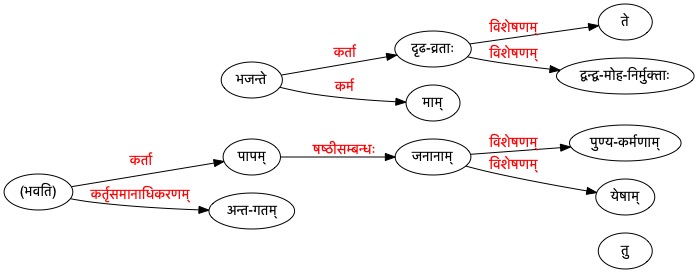 विशेषणम्
ते
कर्ता
दृढ-व्रताः
विशेषणम्
भजन्ते
द्वन्द्व-मोह-निर्मुक्ताः
कर्म
माम्
विशेषणम्
पुण्य-कर्मणाम्
कर्ता
पापम्
षष्ठीसम्बन्धः
जनानाम्
विशेषणम्
(भवति)
कर्तृसमानाधिकरणम्
येषाम्
अन्त-गतम्
तु